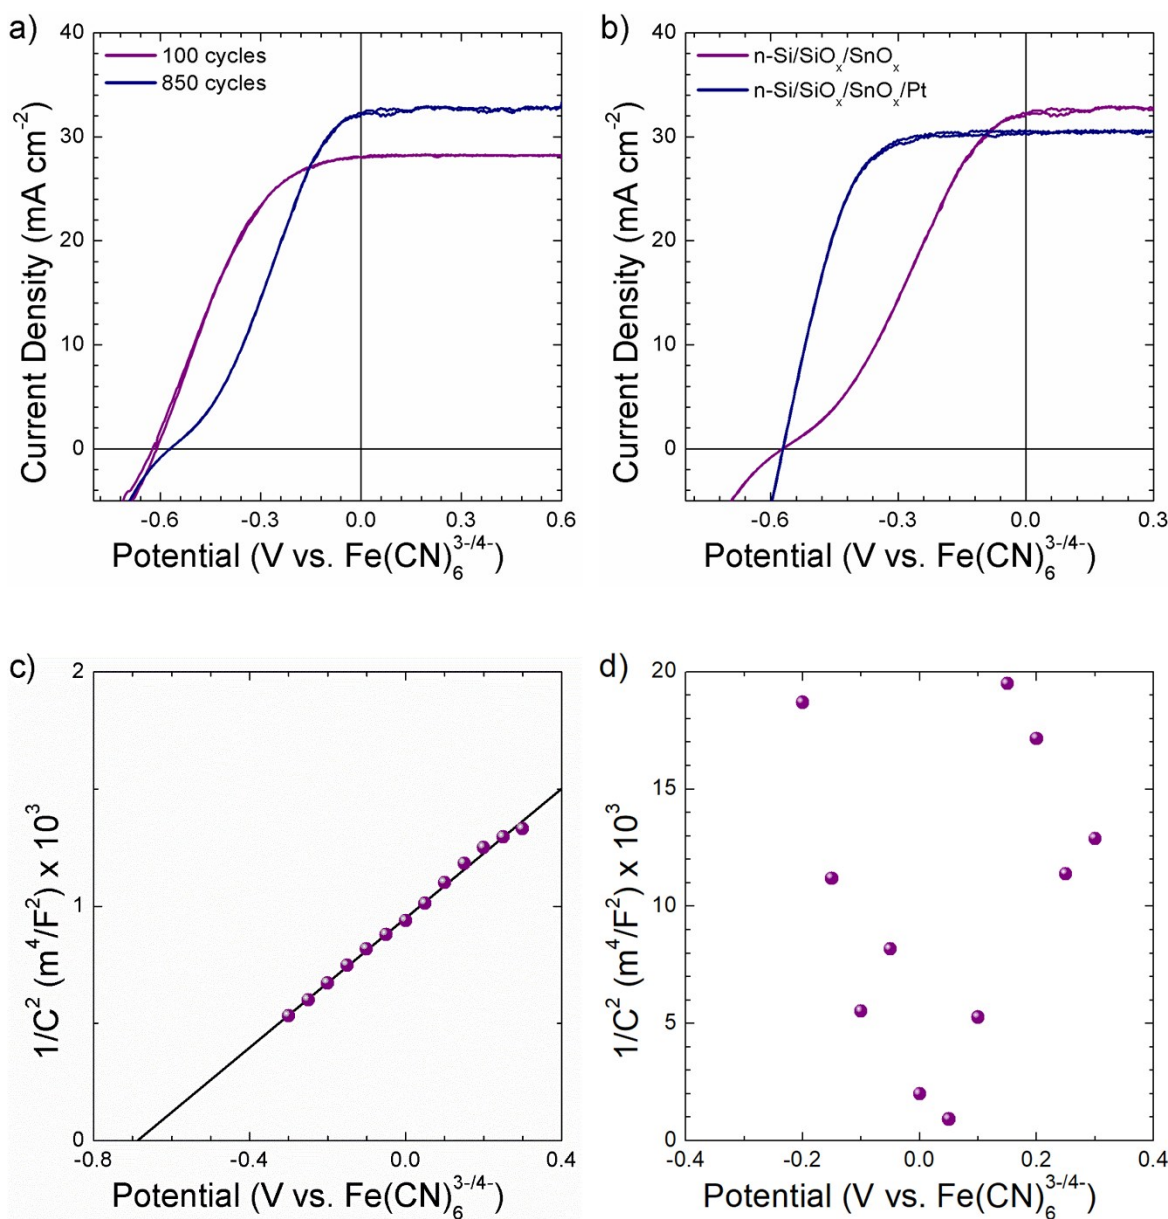 a)
100 cycles
850 cycles
40
30
20
10
0
-0.6 -0.3 0.0 0.3 0.6
Current Density (mA cm⁻²)
Potential (V vs. Fe(CN)₆³⁻/⁴⁻)
b)
n-Si/SiOₓ/SnOₓ
n-Si/SiOₓ/SnOₓ/Pt
40
30
20
10
0
-0.6 -0.3 0.0 0.3
Current Density (mA cm⁻²)
Potential (V vs. Fe(CN)₆³⁻/⁴⁻)
c)
2
1
0
-0.8 -0.4 0.0 0.4
1/C² (m⁴/F²) x 10³
Potential (V vs. Fe(CN)₆³⁻/⁴⁻)
d)
20
15
10
5
0
-0.4 -0.2 0.0 0.2 0.4
1/C² (m⁴/F²) x 10³
Potential (V vs. Fe(CN)₆³⁻/⁴⁻)